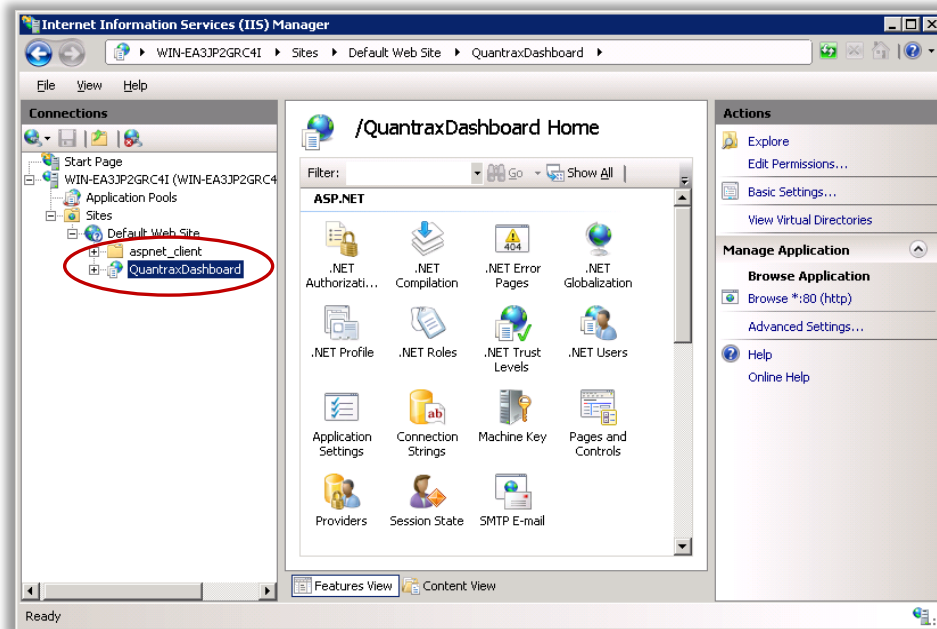 Internet Information Services (IIS) Manager
WIN-EA3JP2GRC4I Sites Default Web Site QuantraxDashboard
File View Help
Connections
Start Page
WIN-EA3JP2GRC4I (WIN-EA3JP2GRC4
Application Pools
Sites
Default Web Site
aspnet_client
QuantraxDashboard
/QuantraxDashboard Home
Filter: Go Show All
ASP.NET
.NET Authorizati...
.NET Compilation
404
.NET Error Pages
.NET Globalization
.NET Profile
.NET Roles
.NET Trust Levels
.NET Users
Application Settings
ab
Connection Strings
Machine Key
Pages and Controls
Providers
Session State
SMTP E-mail
Features View Content View
Actions
Explore
Edit Permissions...
Basic Settings...
View Virtual Directories
Manage Application
Browse Application
Browse *:80 (http)
Advanced Settings...
Help
Online Help
Ready